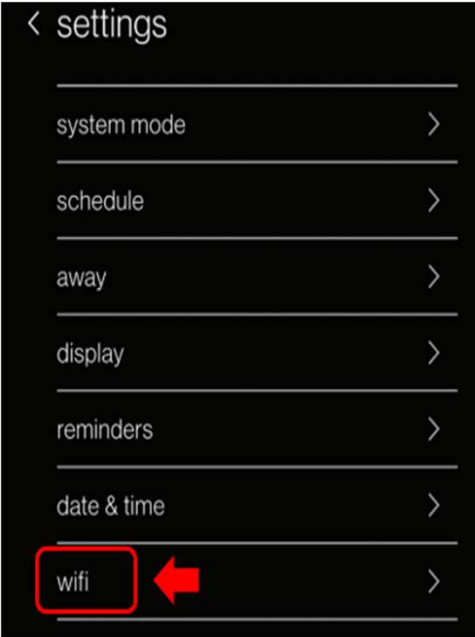 settings
system mode
schedule
away
display
reminders
date & time
wifi